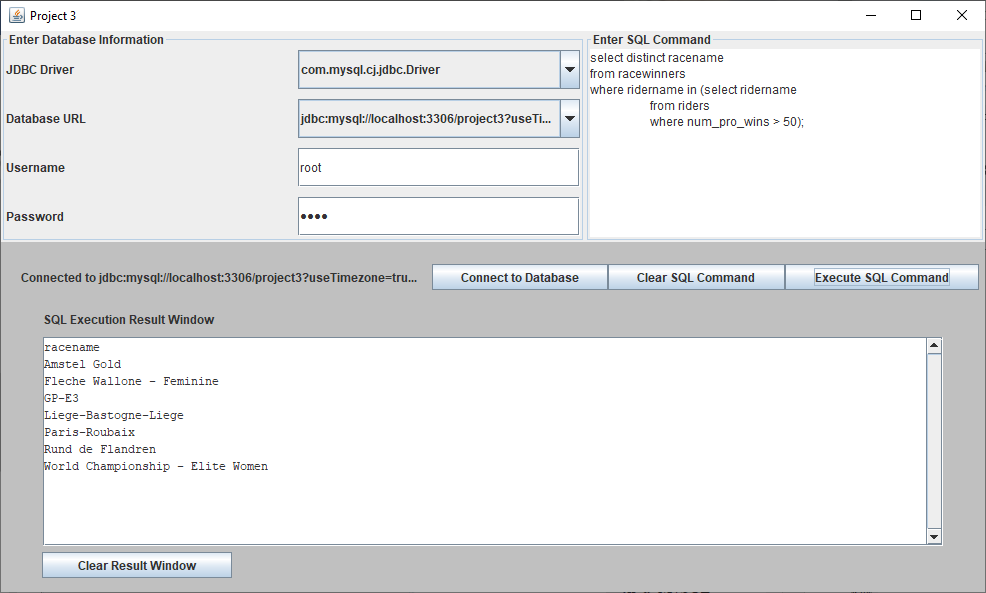 Project 3
Enter Database Information
JDBC Driver
com.mysql.cj.jdbc.Driver
Database URL
jdbc:mysql://localhost:3306/project3?useTi...
Username
root
Password
••••
Enter SQL Command
select distinct racename
from racewinners
where ridername in (select ridername
from riders
where num_pro_wins > 50);
Connected to jdbc:mysql://localhost:3306/project3?useTimezone=tru...
Connect to Database
Clear SQL Command
Execute SQL Command
SQL Execution Result Window
racename
Amstel Gold
Fleche Wallone - Feminine
GP-E3
Liege-Bastogne-Liege
Paris-Roubaix
Rund de Flandren
World Championship - Elite Women
Clear Result Window